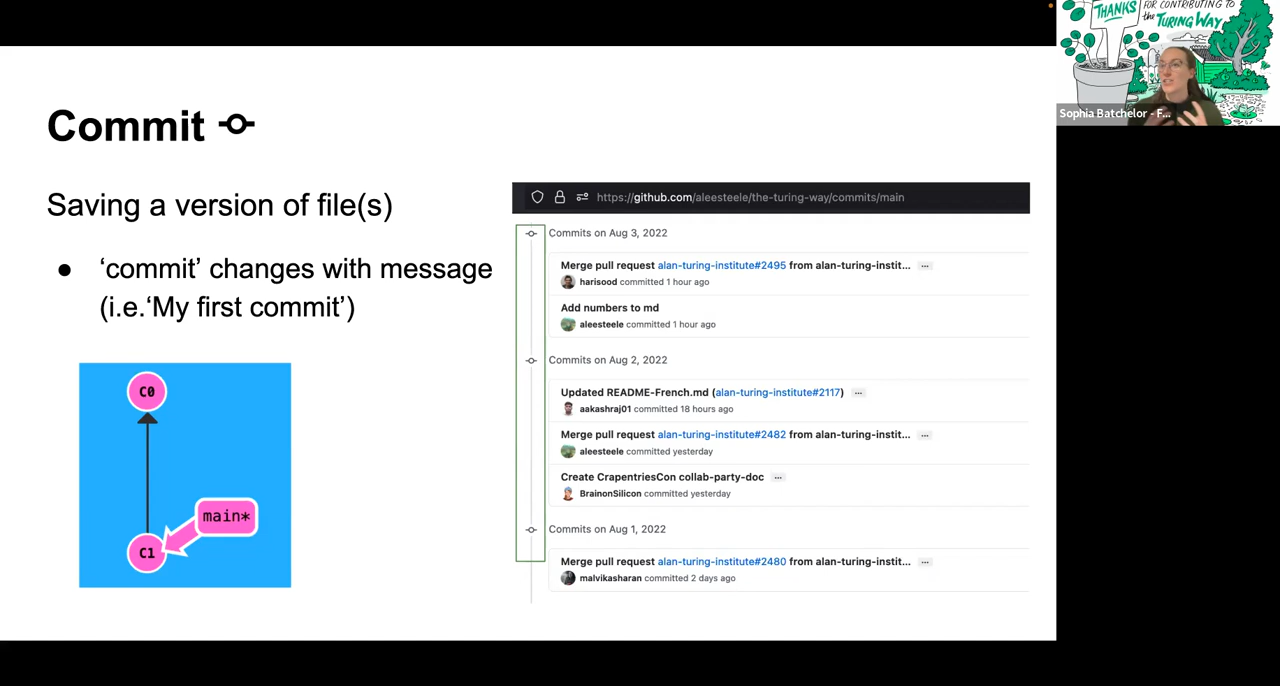 THANKS FOR CONTRIBUTING TO
the TURING WAY
Sophia Batchelor - F...
Commit
Saving a version of file(s)
● ‘commit’ changes with message
(i.e.‘My first commit’)
C0
main*
C1
https://github.com/aleesteele/the-turing-way/commits/main
Commits on Aug 3, 2022
Merge pull request alan-turing-institute#2495 from alan-turing-instit... ...
harisood committed 1 hour ago
Add numbers to md
aleesteele committed 1 hour ago
Commits on Aug 2, 2022
Updated README-French.md (alan-turing-institute#2117) ...
aakashraj01 committed 18 hours ago
Merge pull request alan-turing-institute#2482 from alan-turing-instit... ...
aleesteele committed yesterday
Create CrapentriesCon collab-party-doc ...
BrainonSilicon committed yesterday
Commits on Aug 1, 2022
Merge pull request alan-turing-institute#2480 from alan-turing-instit... ...
malvikasharan committed 2 days ago